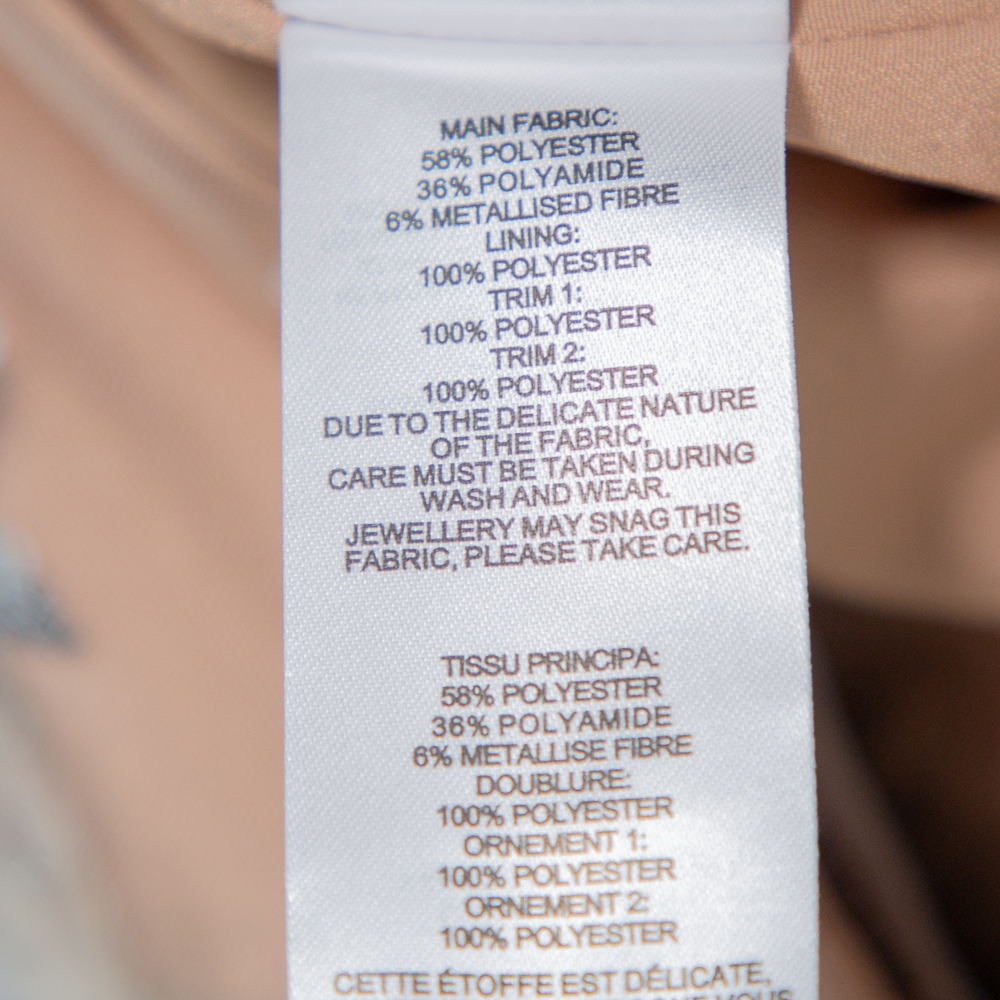 MAIN FABRIC:
58% POLYESTER
36% POLYAMIDE
6% METALLISED FIBRE
LINING:
100% POLYESTER
TRIM 1:
100% POLYESTER
TRIM 2:
100% POLYESTER
DUE TO THE DELICATE NATURE
OF THE FABRIC,
CARE MUST BE TAKEN DURING
WASH AND WEAR.
JEWELLERY MAY SNAG THIS
FABRIC, PLEASE TAKE CARE.
TISSU PRINCIPA:
58% POLYESTER
36% POLYAMIDE
6% METALLISE FIBRE
DOUBLURE:
100% POLYESTER
ORNEMENT 1:
100% POLYESTER
ORNEMENT 2:
100% POLYESTER
CETTE ÉTOFFE EST DÉLICATE,
VOUS